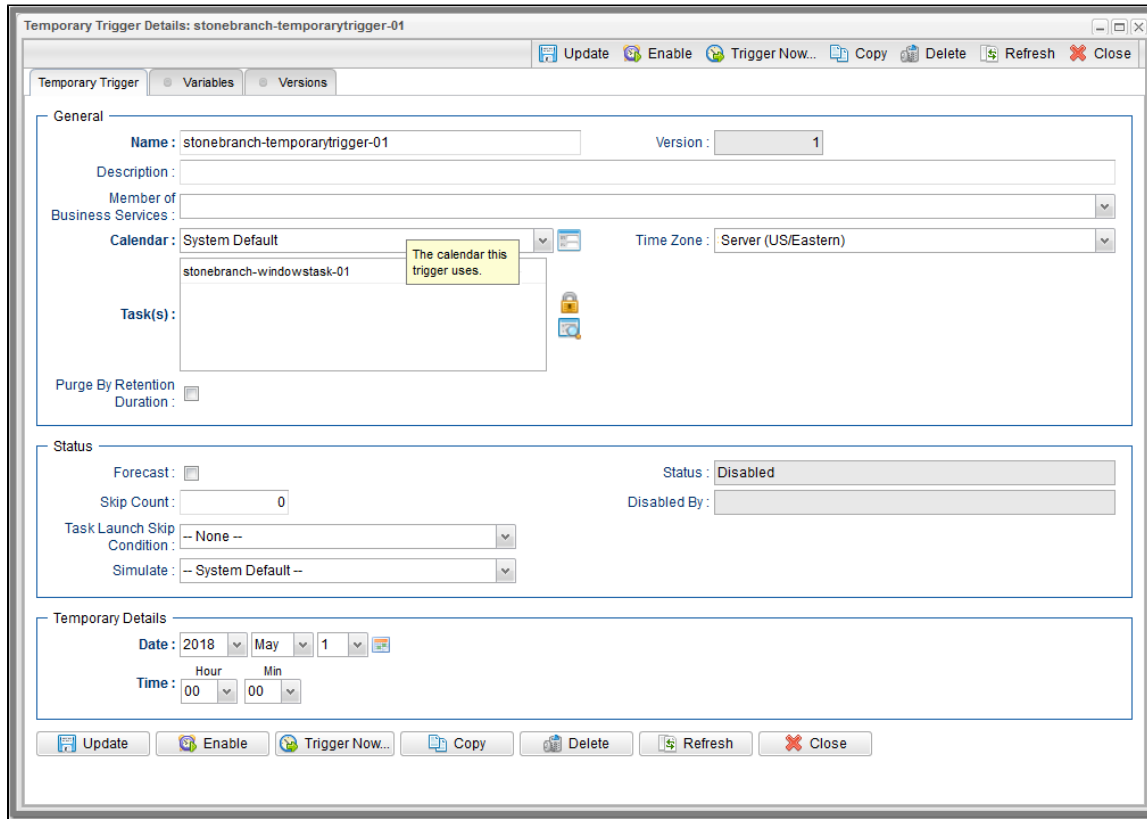 Temporary Trigger Details: stonebranch-temporarytrigger-01
Update Enable Trigger Now... Copy Delete Refresh Close
Temporary Trigger Variables Versions
General
Name : stonebranch-temporarytrigger-01 Version : 1
Description :
Member of
Business Services :
Calendar : System Default Time Zone : Server (US/Eastern)
The calendar this
trigger uses.
stonebranch-windowstask-01
Task(s) :
Purge By Retention
Duration :
Status
Forecast : Status : Disabled
Skip Count : 0 Disabled By :
Task Launch Skip
Condition : -- None --
Simulate : -- System Default --
Temporary Details
Date : 2018 May 1
Hour Min
Time : 00 00
Update Enable Trigger Now... Copy Delete Refresh Close